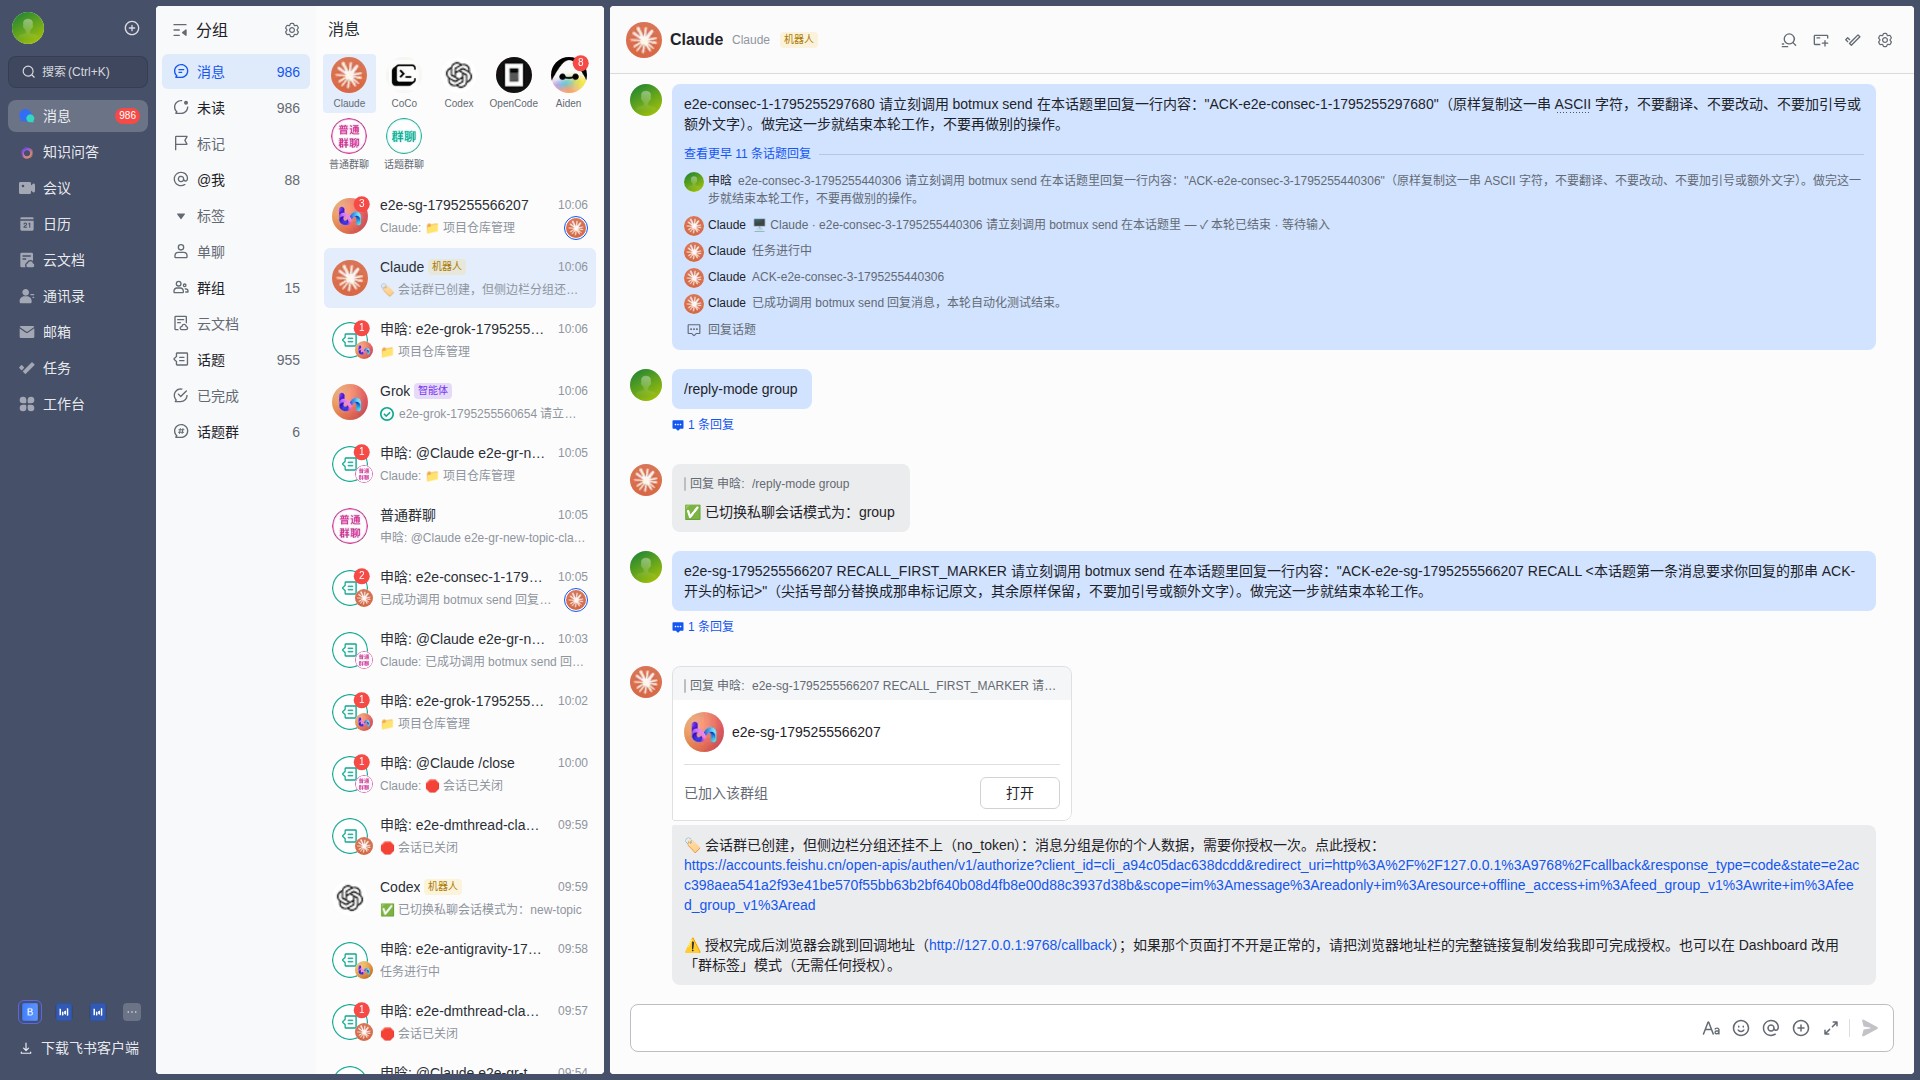 搜索 (Ctrl+K)
消息 986
知识问答
会议
日历
云文档
通讯录
邮箱
任务
工作台
下载飞书客户端
分组
消息 986
未读 986
标记
@我 88
标签
单聊
群组 15
云文档
话题 955
已完成
话题群 6
消息
Claude
CoCo
Codex
OpenCode
8
Aiden
普通群聊
普通群聊
群聊
话题群聊
3
e2e-sg-1795255566207 10:06
Claude: 📁 项目仓库管理
Claude 机器人 10:06
🏷️ 会话群已创建，但侧边栏分组还…
1
申晗: e2e-grok-1795255… 10:06
📁 项目仓库管理
Grok 智能体 10:06
e2e-grok-1795255560654 请立…
1
申晗: @Claude e2e-gr-n… 10:05
Claude: 📁 项目仓库管理
普通群聊 10:05
申晗: @Claude e2e-gr-new-topic-cla…
2
申晗: e2e-consec-1-179… 10:05
已成功调用 botmux send 回复…
申晗: @Claude e2e-gr-n… 10:03
Claude: 已成功调用 botmux send 回…
1
申晗: e2e-grok-1795255… 10:02
📁 项目仓库管理
1
申晗: @Claude /close 10:00
Claude: 🛑 会话已关闭
申晗: e2e-dmthread-cla… 09:59
🛑 会话已关闭
Codex 机器人 09:59
✅ 已切换私聊会话模式为：new-topic
申晗: e2e-antigravity-17… 09:58
任务进行中
1
申晗: e2e-dmthread-cla… 09:57
🛑 会话已关闭
申晗: @Claude e2e-gr-t… 09:54
Claude Claude 机器人
e2e-consec-1-1795255297680 请立刻调用 botmux send 在本话题里回复一行内容："ACK-e2e-consec-1-1795255297680"（原样复制这一串 ASCII 字符，不要翻译、不要改动、不要加引号或
额外文字）。做完这一步就结束本轮工作，不要再做别的操作。
查看更早 11 条话题回复
申晗 e2e-consec-3-1795255440306 请立刻调用 botmux send 在本话题里回复一行内容："ACK-e2e-consec-3-1795255440306"（原样复制这一串 ASCII 字符，不要翻译、不要改动、不要加引号或额外文字）。做完这一
步就结束本轮工作，不要再做别的操作。
Claude 🖥️ Claude · e2e-consec-3-1795255440306 请立刻调用 botmux send 在本话题里 — ✓ 本轮已结束 · 等待输入
Claude 任务进行中
Claude ACK-e2e-consec-3-1795255440306
Claude 已成功调用 botmux send 回复消息，本轮自动化测试结束。
回复话题
/reply-mode group
1 条回复
回复 申晗：/reply-mode group
✅ 已切换私聊会话模式为：group
e2e-sg-1795255566207 RECALL_FIRST_MARKER 请立刻调用 botmux send 在本话题里回复一行内容："ACK-e2e-sg-1795255566207 RECALL <本话题第一条消息要求你回复的那串 ACK-
开头的标记>"（尖括号部分替换成那串标记原文，其余原样保留，不要加引号或额外文字）。做完这一步就结束本轮工作。
1 条回复
回复 申晗：e2e-sg-1795255566207 RECALL_FIRST_MARKER 请…
e2e-sg-1795255566207
已加入该群组 打开
🏷️ 会话群已创建，但侧边栏分组还挂不上（no_token）：消息分组是你的个人数据，需要你授权一次。点此授权：
https://accounts.feishu.cn/open-apis/authen/v1/authorize?client_id=cli_a94c05dac638dcdd&redirect_uri=http%3A%2F%2F127.0.0.1%3A9768%2Fcallback&response_type=code&state=e2ac
c398aea541a2f93e41be570f55bb63b2bf640b08d4fb8e00d88c3937d38b&scope=im%3Amessage%3Areadonly+im%3Aresource+offline_access+im%3Afeed_group_v1%3Awrite+im%3Afee
d_group_v1%3Aread
⚠️ 授权完成后浏览器会跳到回调地址（http://127.0.0.1:9768/callback）；如果那个页面打不开是正常的，请把浏览器地址栏的完整链接复制发给我即可完成授权。也可以在 Dashboard 改用
「群标签」模式（无需任何授权）。